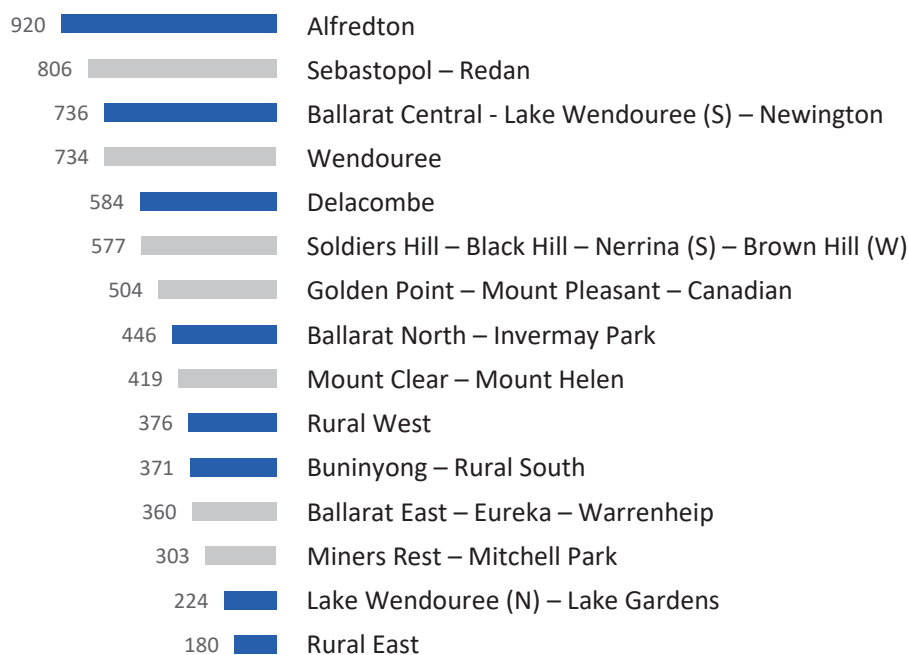 920 Alfredton
806 Sebastopol – Redan
736 Ballarat Central - Lake Wendouree (S) – Newington
734 Wendouree
584 Delacombe
577 Soldiers Hill – Black Hill – Nerrina (S) – Brown Hill (W)
504 Golden Point – Mount Pleasant – Canadian
446 Ballarat North – Invermay Park
419 Mount Clear – Mount Helen
376 Rural West
371 Buninyong – Rural South
360 Ballarat East – Eureka – Warrenheip
303 Miners Rest – Mitchell Park
224 Lake Wendouree (N) – Lake Gardens
180 Rural East